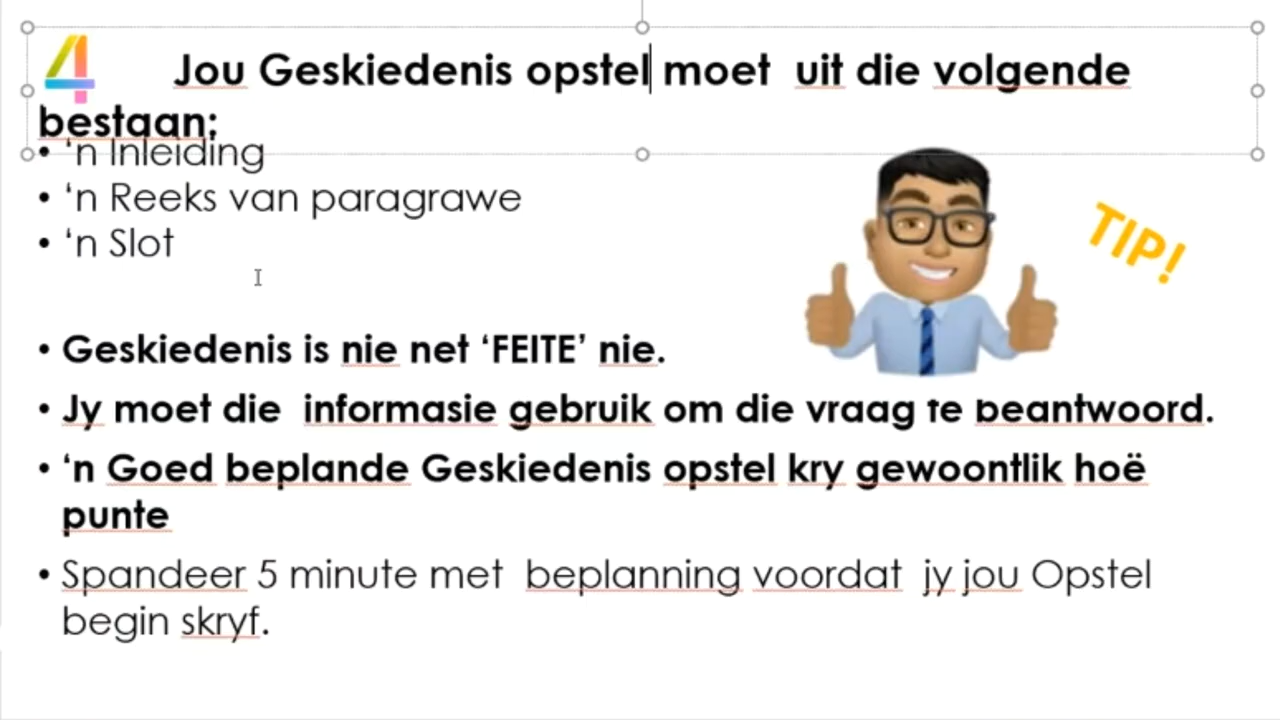 4 Jou Geskiedenis opstel moet uit die volgende
bestaan;
• ‘n Inleiding
• ‘n Reeks van paragrawe
• ‘n Slot
TIP!
• Geskiedenis is nie net ‘FEITE’ nie.
• Jy moet die informasie gebruik om die vraag te beantwoord.
• ‘n Goed beplande Geskiedenis opstel kry gewoontlik hoë
punte
• Spandeer 5 minute met beplanning voordat jy jou Opstel
begin skryf.